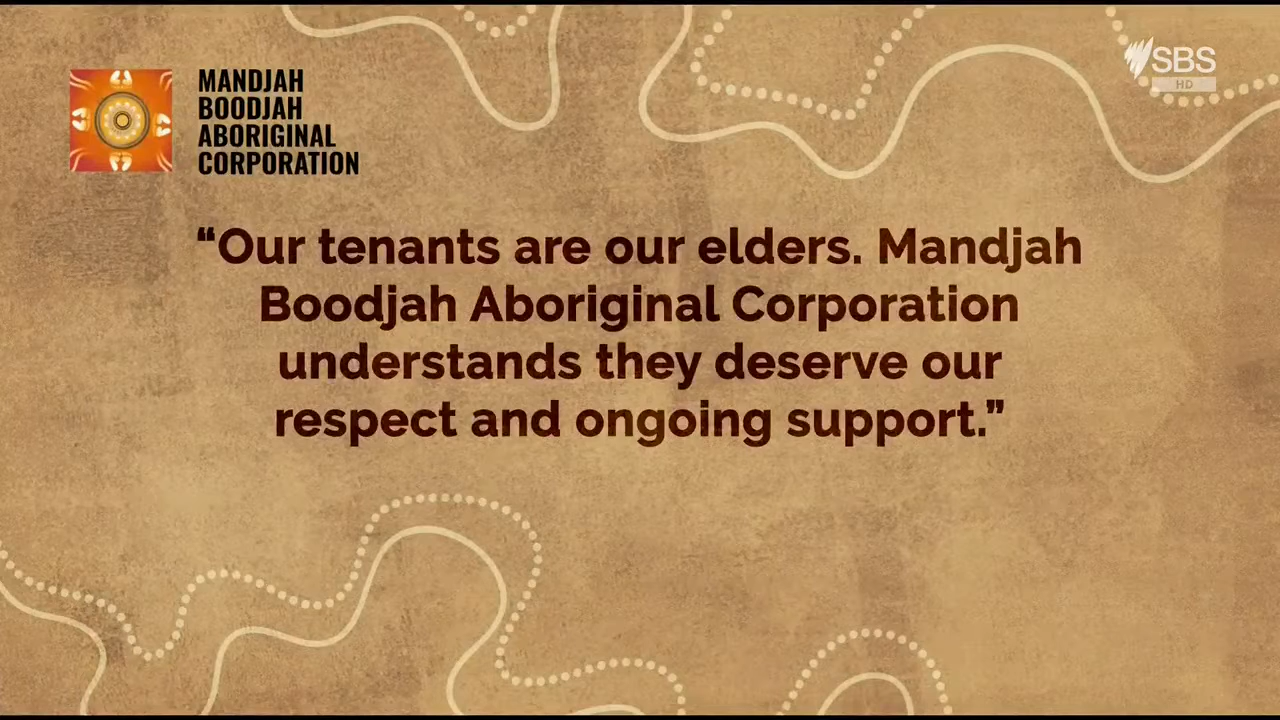 MANDJAH
BOODJAH
ABORIGINAL
CORPORATION
SBS
HD
“Our tenants are our elders. Mandjah
Boodjah Aboriginal Corporation
understands they deserve our
respect and ongoing support.”